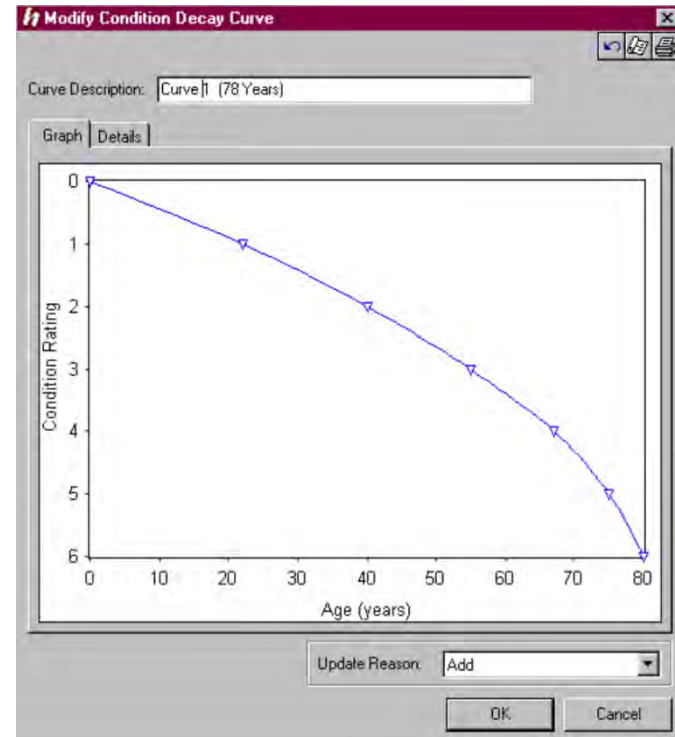 Modify Condition Decay Curve
Curve Description: Curve 1 (78 Years)
Graph Details
0
1
2
3
4
5
6
Condition Rating
0 10 20 30 40 50 60 70 80
Age (years)
Update Reason: Add
OK Cancel